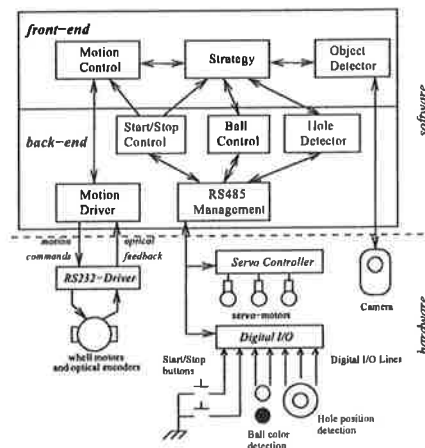 front-end
Motion
Control
Strategy
Object
Detector
software
back-end
Start/Stop
Control
Ball
Control
Hole
Detector
Motion
Driver
RS485
Management
motion
commands
optical
feedback
RS232-Driver
whell motors
and optical encoders
Servo Controller
servo-motors
Camera
hardware
Digital I/O
Start/Stop
buttons
Digital I/O Lines
Ball color
detection
Hole position
detection